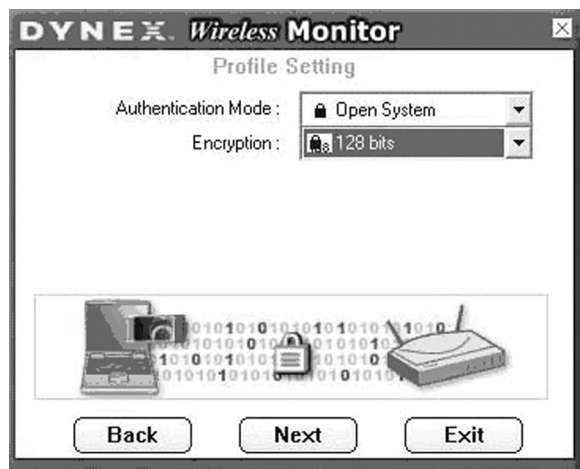 DYNEX Wireless Monitor
Profile Setting
Authentication Mode : Open System
Encryption : 128 bits
Back Next Exit